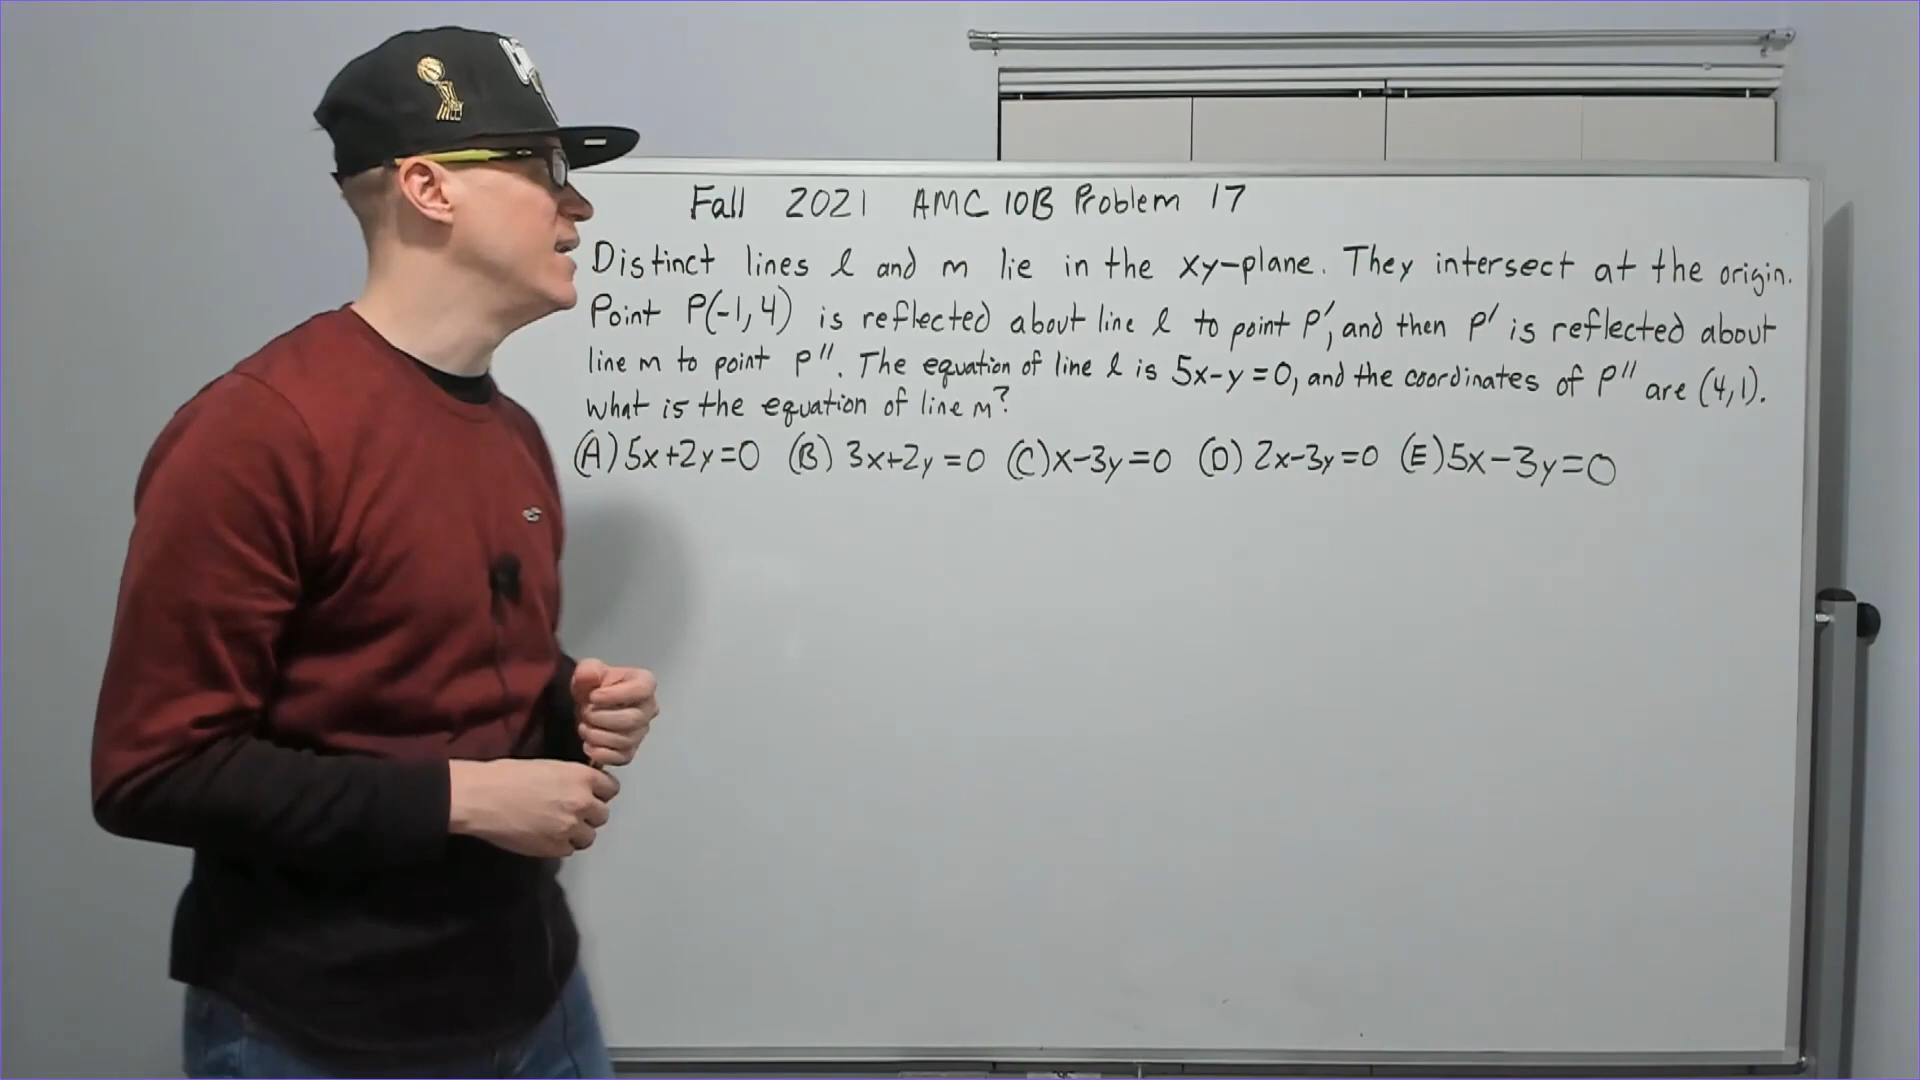 Fall 2021 AMC 10B Problem 17
Distinct lines l and m lie in the xy-plane. They intersect at the origin.
Point P(-1,4) is reflected about line l to point P', and then P' is reflected about
line m to point P''. The equation of line l is 5x-y=0, and the coordinates of P'' are (4,1).
What is the equation of line m?
(A) 5x+2y=0 (B) 3x+2y=0 (C) x-3y=0 (D) 2x-3y=0 (E) 5x-3y=0